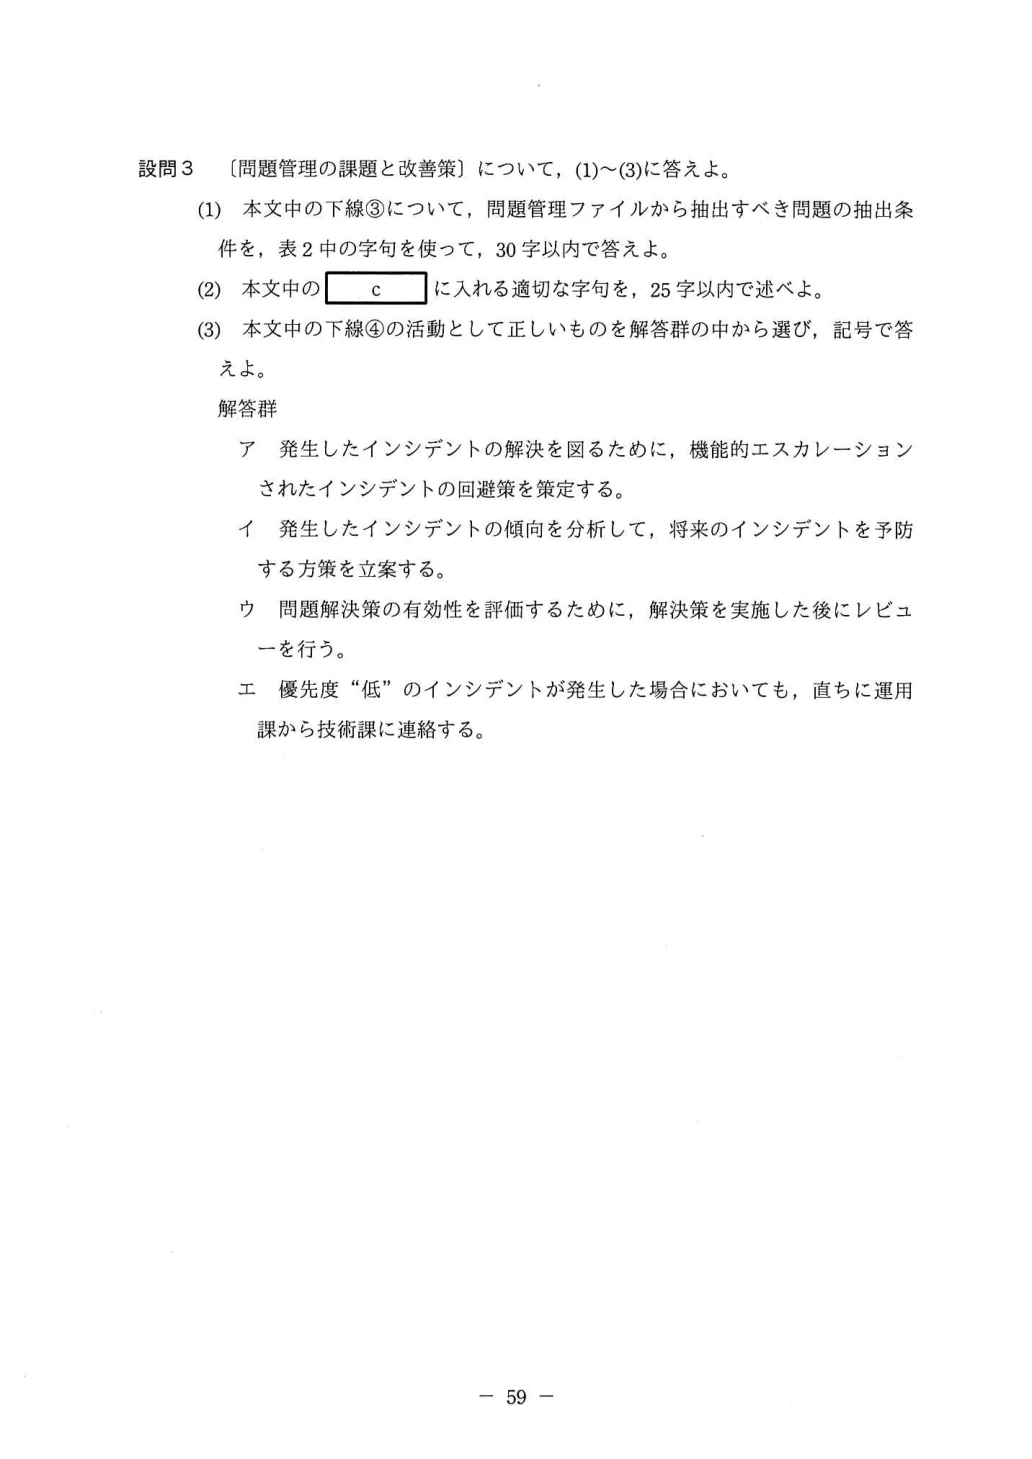 設問3　〔問題管理の課題と改善策〕について，(1)～(3)に答えよ。
(1)　本文中の下線③について，問題管理ファイルから抽出すべき問題の抽出条
件を，表2中の字句を使って，30字以内で答えよ。
(2)　本文中の c に入れる適切な字句を，25字以内で述べよ。
(3)　本文中の下線④の活動として正しいものを解答群の中から選び，記号で答
えよ。
解答群
ア　発生したインシデントの解決を図るために，機能的エスカレーション
されたインシデントの回避策を策定する。
イ　発生したインシデントの傾向を分析して，将来のインシデントを予防
する方策を立案する。
ウ　問題解決策の有効性を評価するために，解決策を実施した後にレビュ
ーを行う。
エ　優先度“低”のインシデントが発生した場合においても，直ちに運用
課から技術課に連絡する。
－ 59 －